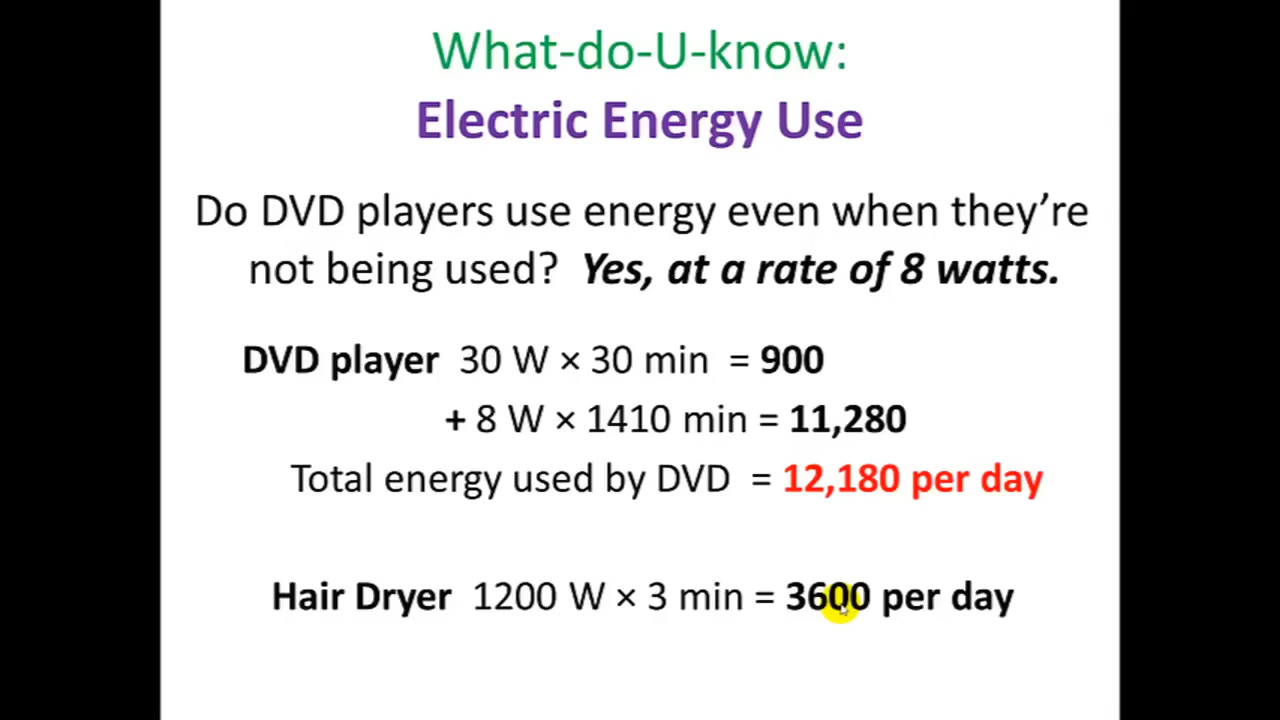 What-do-U-know:
Electric Energy Use
Do DVD players use energy even when they’re
not being used? Yes, at a rate of 8 watts.
DVD player 30 W × 30 min = 900
+ 8 W × 1410 min = 11,280
Total energy used by DVD = 12,180 per day
Hair Dryer 1200 W × 3 min = 3600 per day